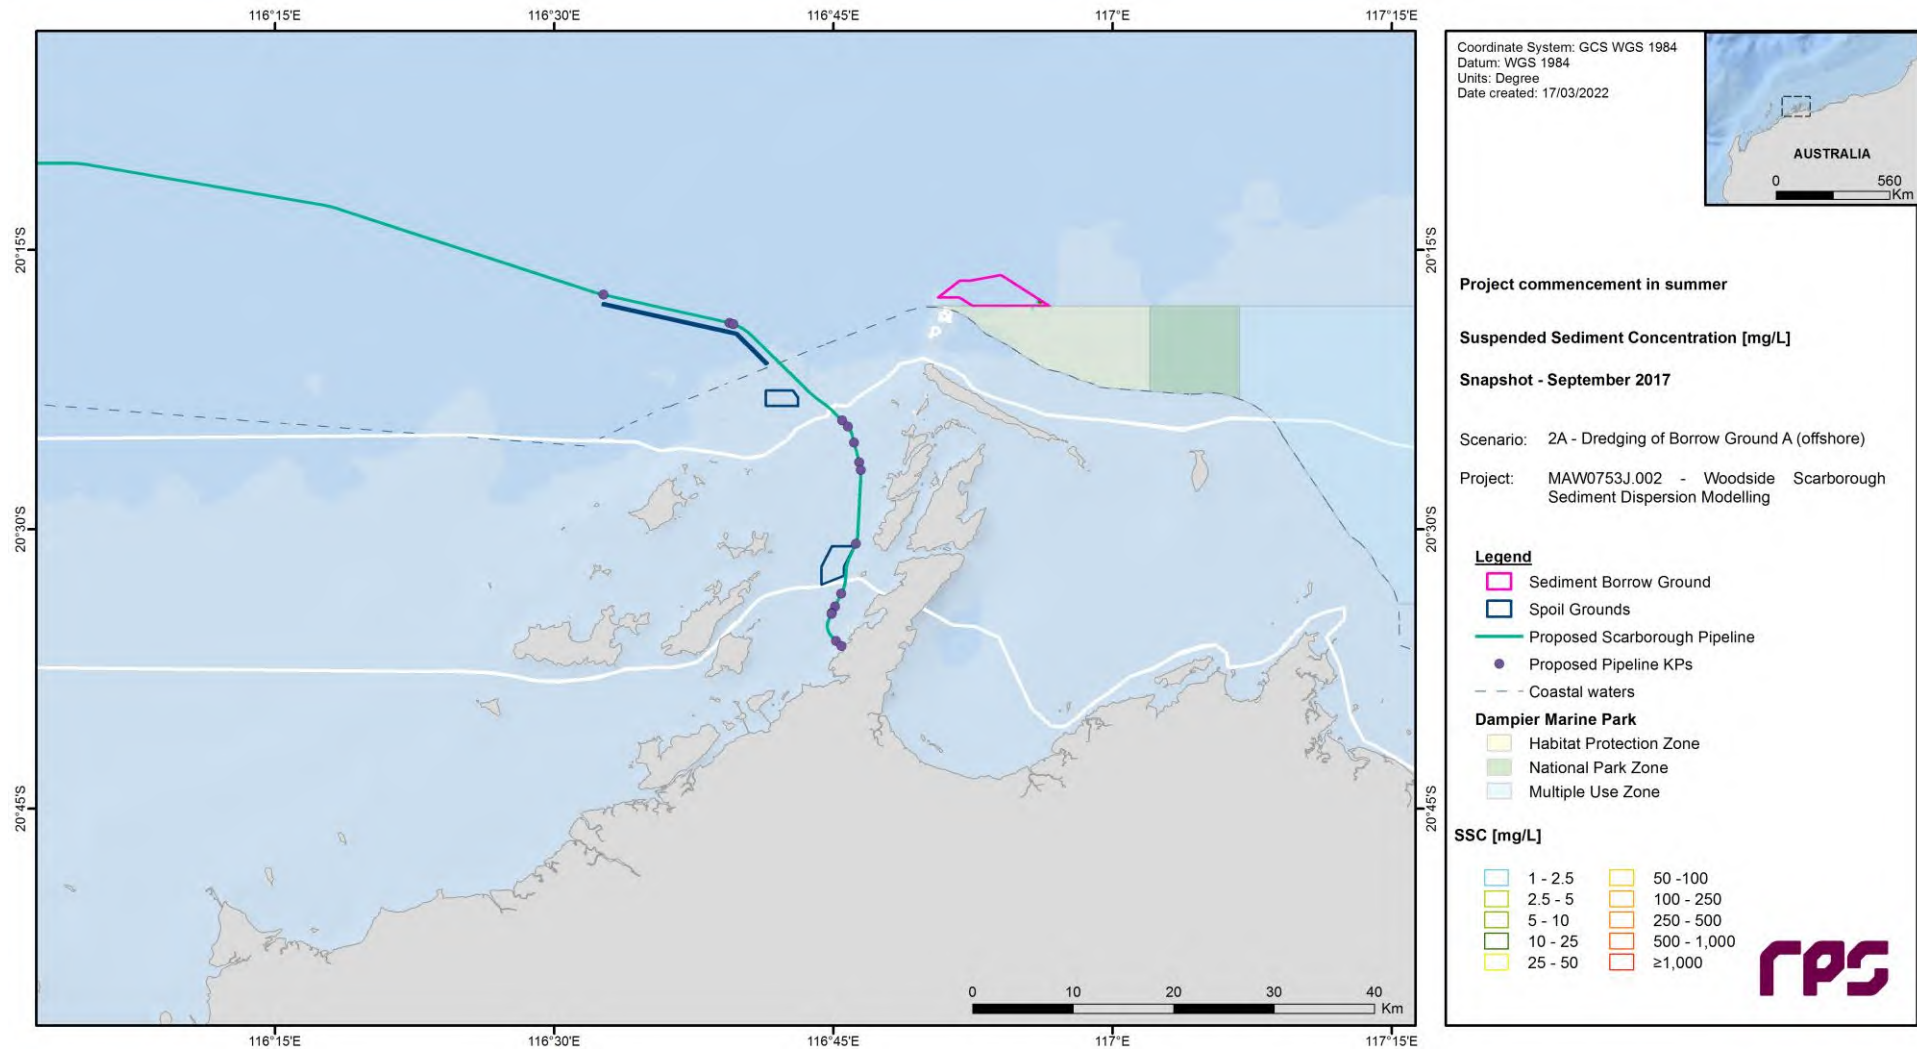 116°15'E
116°30'E
116°45'E
117°E
117°15'E
20°15'S
20°30'S
20°45'S
20°15'S
20°30'S
20°45'S
0 10 20 30 40
Km
116°15'E
116°30'E
116°45'E
117°E
117°15'E
Coordinate System: GCS WGS 1984
Datum: WGS 1984
Units: Degree
Date created: 17/03/2022
AUSTRALIA
0 560
Km
Project commencement in summer
Suspended Sediment Concentration [mg/L]
Snapshot - September 2017
Scenario: 2A - Dredging of Borrow Ground A (offshore)
Project: MAW0753J.002 - Woodside Scarborough
Sediment Dispersion Modelling
Legend
Sediment Borrow Ground
Spoil Grounds
Proposed Scarborough Pipeline
Proposed Pipeline KPs
Coastal waters
Dampier Marine Park
Habitat Protection Zone
National Park Zone
Multiple Use Zone
SSC [mg/L]
1 - 2.5 50 -100
2.5 - 5 100 - 250
5 - 10 250 - 500
10 - 25 500 - 1,000
25 - 50 ≥1,000
rps